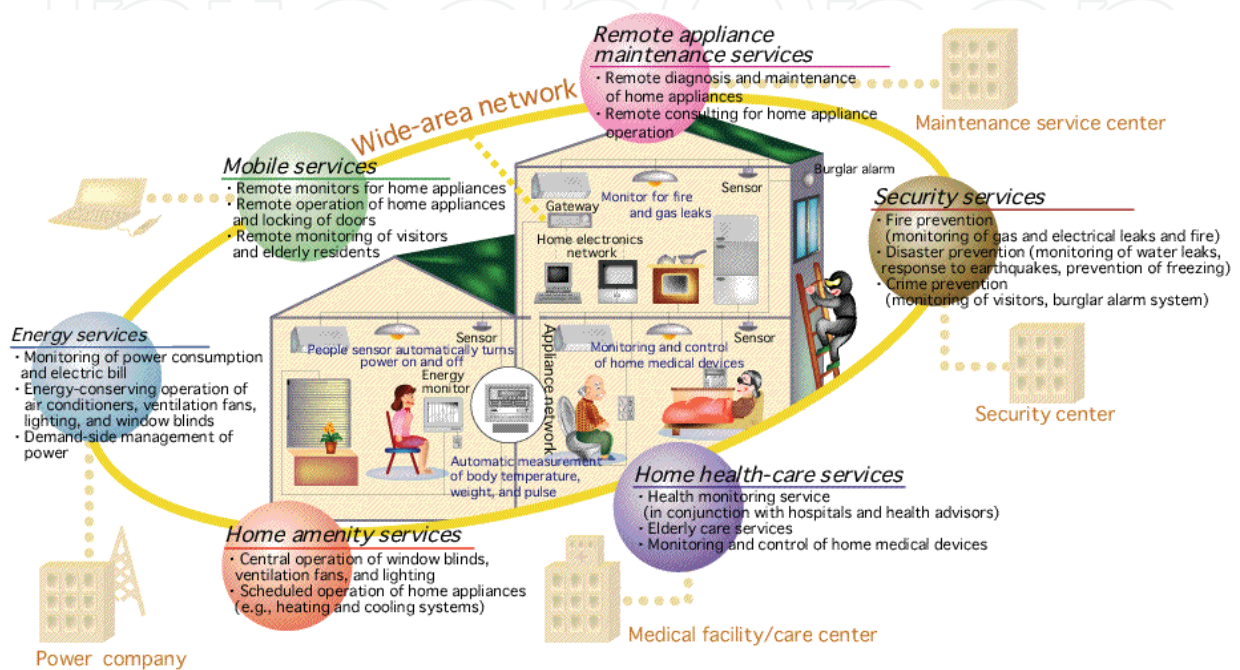 Remote appliance
maintenance services
· Remote diagnosis and maintenance
of home appliances
· Remote consulting for home appliance
operation
Maintenance service center
Wide-area network
Mobile services
· Remote monitors for home appliances
· Remote operation of home appliances
and locking of doors
· Remote monitoring of visitors
and elderly residents
Gateway
Monitor for fire
and gas leaks
Sensor
Burglar alarm
Home electronics
network
Security services
· Fire prevention
(monitoring of gas and electrical leaks and fire)
· Disaster prevention (monitoring of water leaks,
response to earthquakes, prevention of freezing)
· Crime prevention
(monitoring of visitors, burglar alarm system)
Security center
Energy services
· Monitoring of power consumption
and electric bill
· Energy-conserving operation of
air conditioners, ventilation fans,
lighting, and window blinds
· Demand-side management of
power
Sensor
People sensor automatically turns
power on and off
Energy
monitor
Appliance network
Sensor
Monitoring and control
of home medical devices
Automatic measurement
of body temperature,
weight, and pulse
Home health-care services
· Health monitoring service
(in conjunction with hospitals and health advisors)
· Elderly care services
· Monitoring and control of home medical devices
Home amenity services
· Central operation of window blinds,
ventilation fans, and lighting
· Scheduled operation of home appliances
(e.g., heating and cooling systems)
Medical facility/care center
Power company